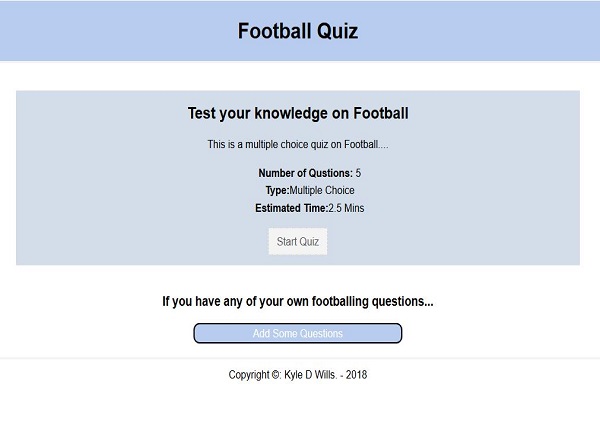 Football Quiz
Test your knowledge on Football
This is a multiple choice quiz on Football....
Number of Qustions: 5
Type:Multiple Choice
Estimated Time:2.5 Mins
Start Quiz
If you have any of your own footballing questions...
Add Some Questions
Copyright ©: Kyle D Wills. - 2018